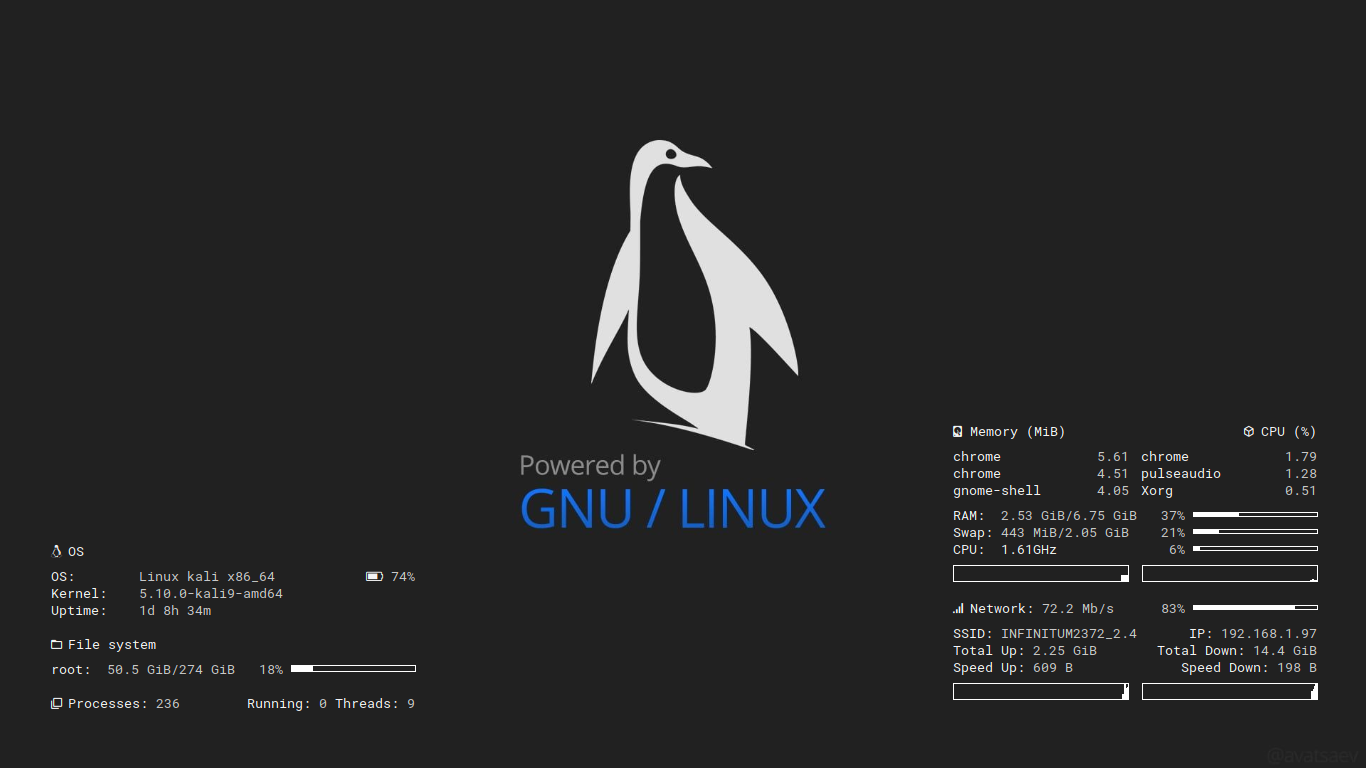 Powered by
GNU / LINUX
OS
OS: Linux kali x86_64 74%
Kernel: 5.10.0-kali9-amd64
Uptime: 1d 8h 34m
File system
root: 50.5 GiB/274 GiB 18%
Processes: 236 Running: 0 Threads: 9
Memory (MiB) CPU (%)
chrome 5.61 chrome 1.79
chrome 4.51 pulseaudio 1.28
gnome-shell 4.05 Xorg 0.51
RAM: 2.53 GiB/6.75 GiB 37%
Swap: 443 MiB/2.05 GiB 21%
CPU: 1.61GHz 6%
Network: 72.2 Mb/s 83%
SSID: INFINITUM2372_2.4 IP: 192.168.1.97
Total Up: 2.25 GiB Total Down: 14.4 GiB
Speed Up: 609 B Speed Down: 198 B
@avatsaev